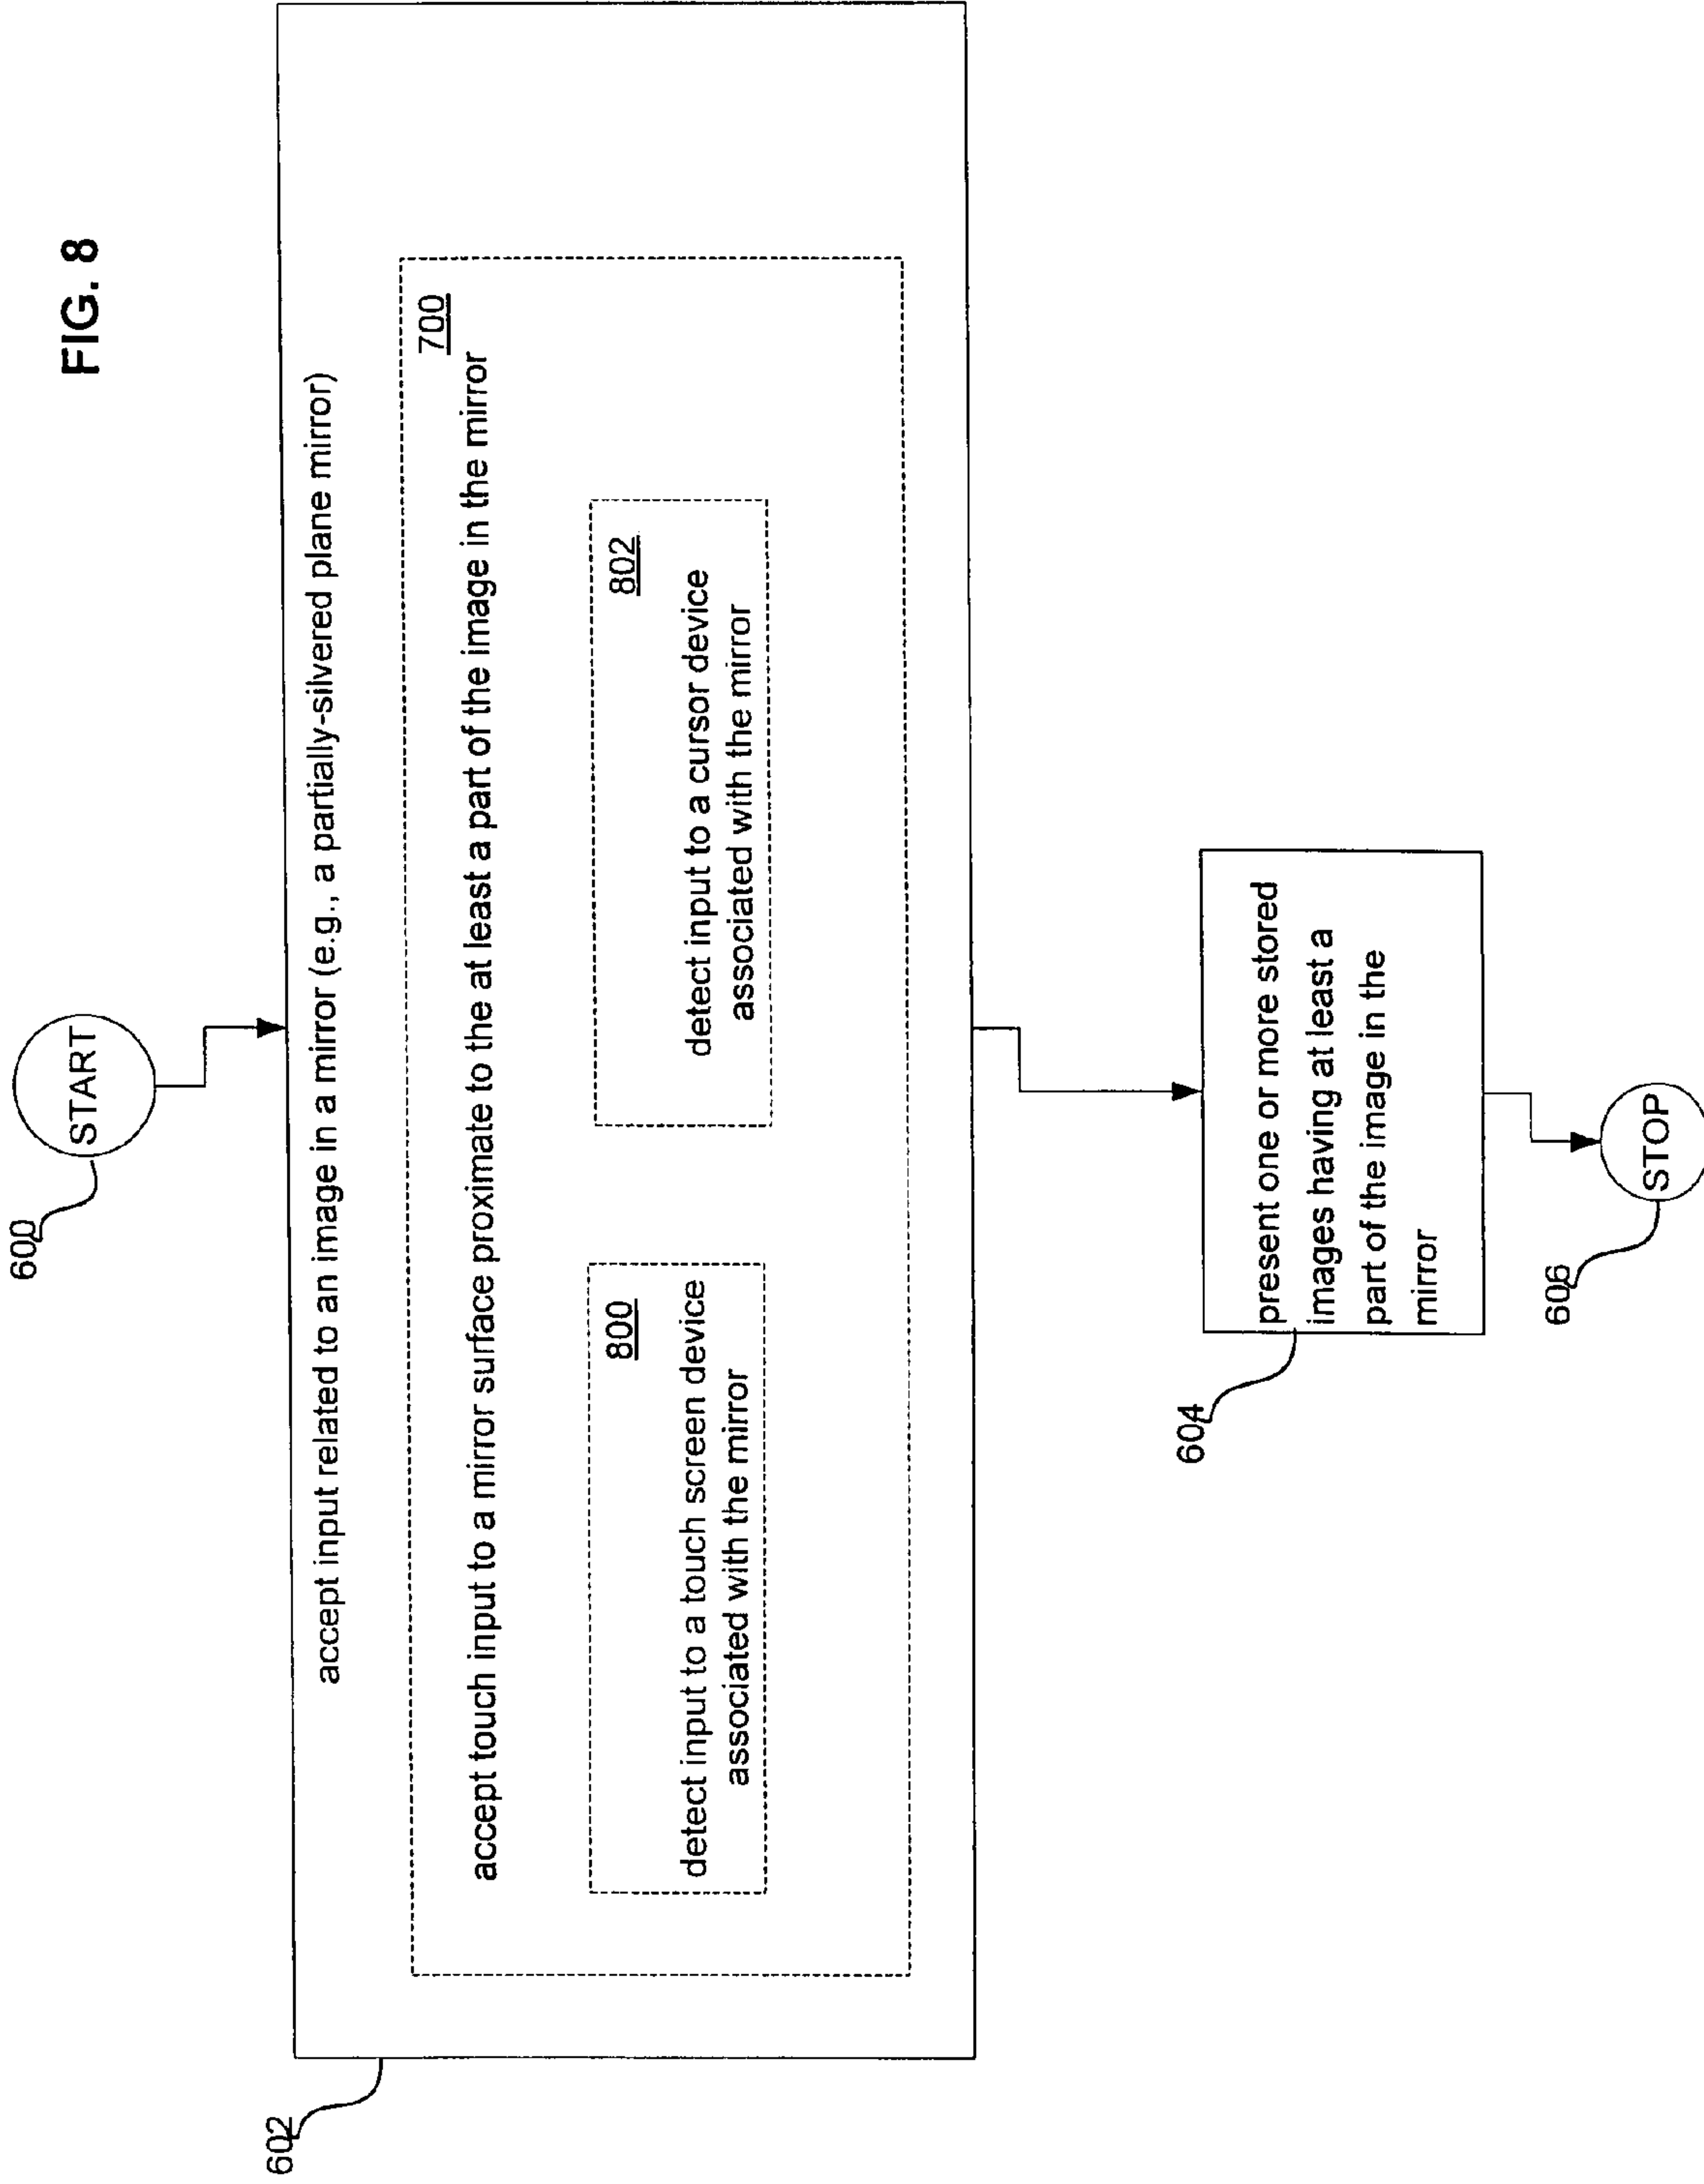 FIG. 8
600
START
602
accept input related to an image in a mirror (e.g., a partially-silvered plane mirror)
700
accept touch input to a mirror surface proximate to the at least a part of the image in the mirror
800
detect input to a touch screen device
associated with the mirror
802
detect input to a cursor device
associated with the mirror
604
present one or more stored
images having at least a
part of the image in the
mirror
606
STOP